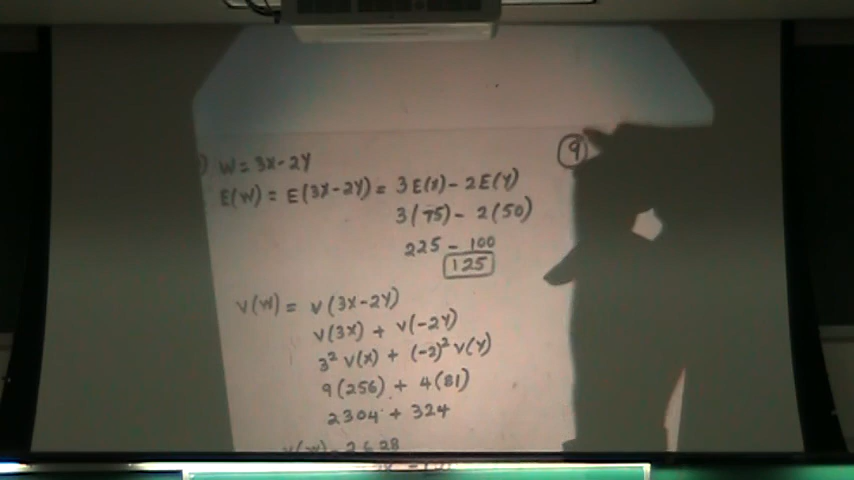 ) W = 3X - 2Y
E(W) = E(3X-2Y) = 3E(X) - 2E(Y)
3(75) - 2(50)
225 - 100
125
V(W) = V(3X-2Y)
V(3X) + V(-2Y)
3² V(X) + (-2)² V(Y)
9(256) + 4(81)
2304 + 324
V(W) = 2628
9